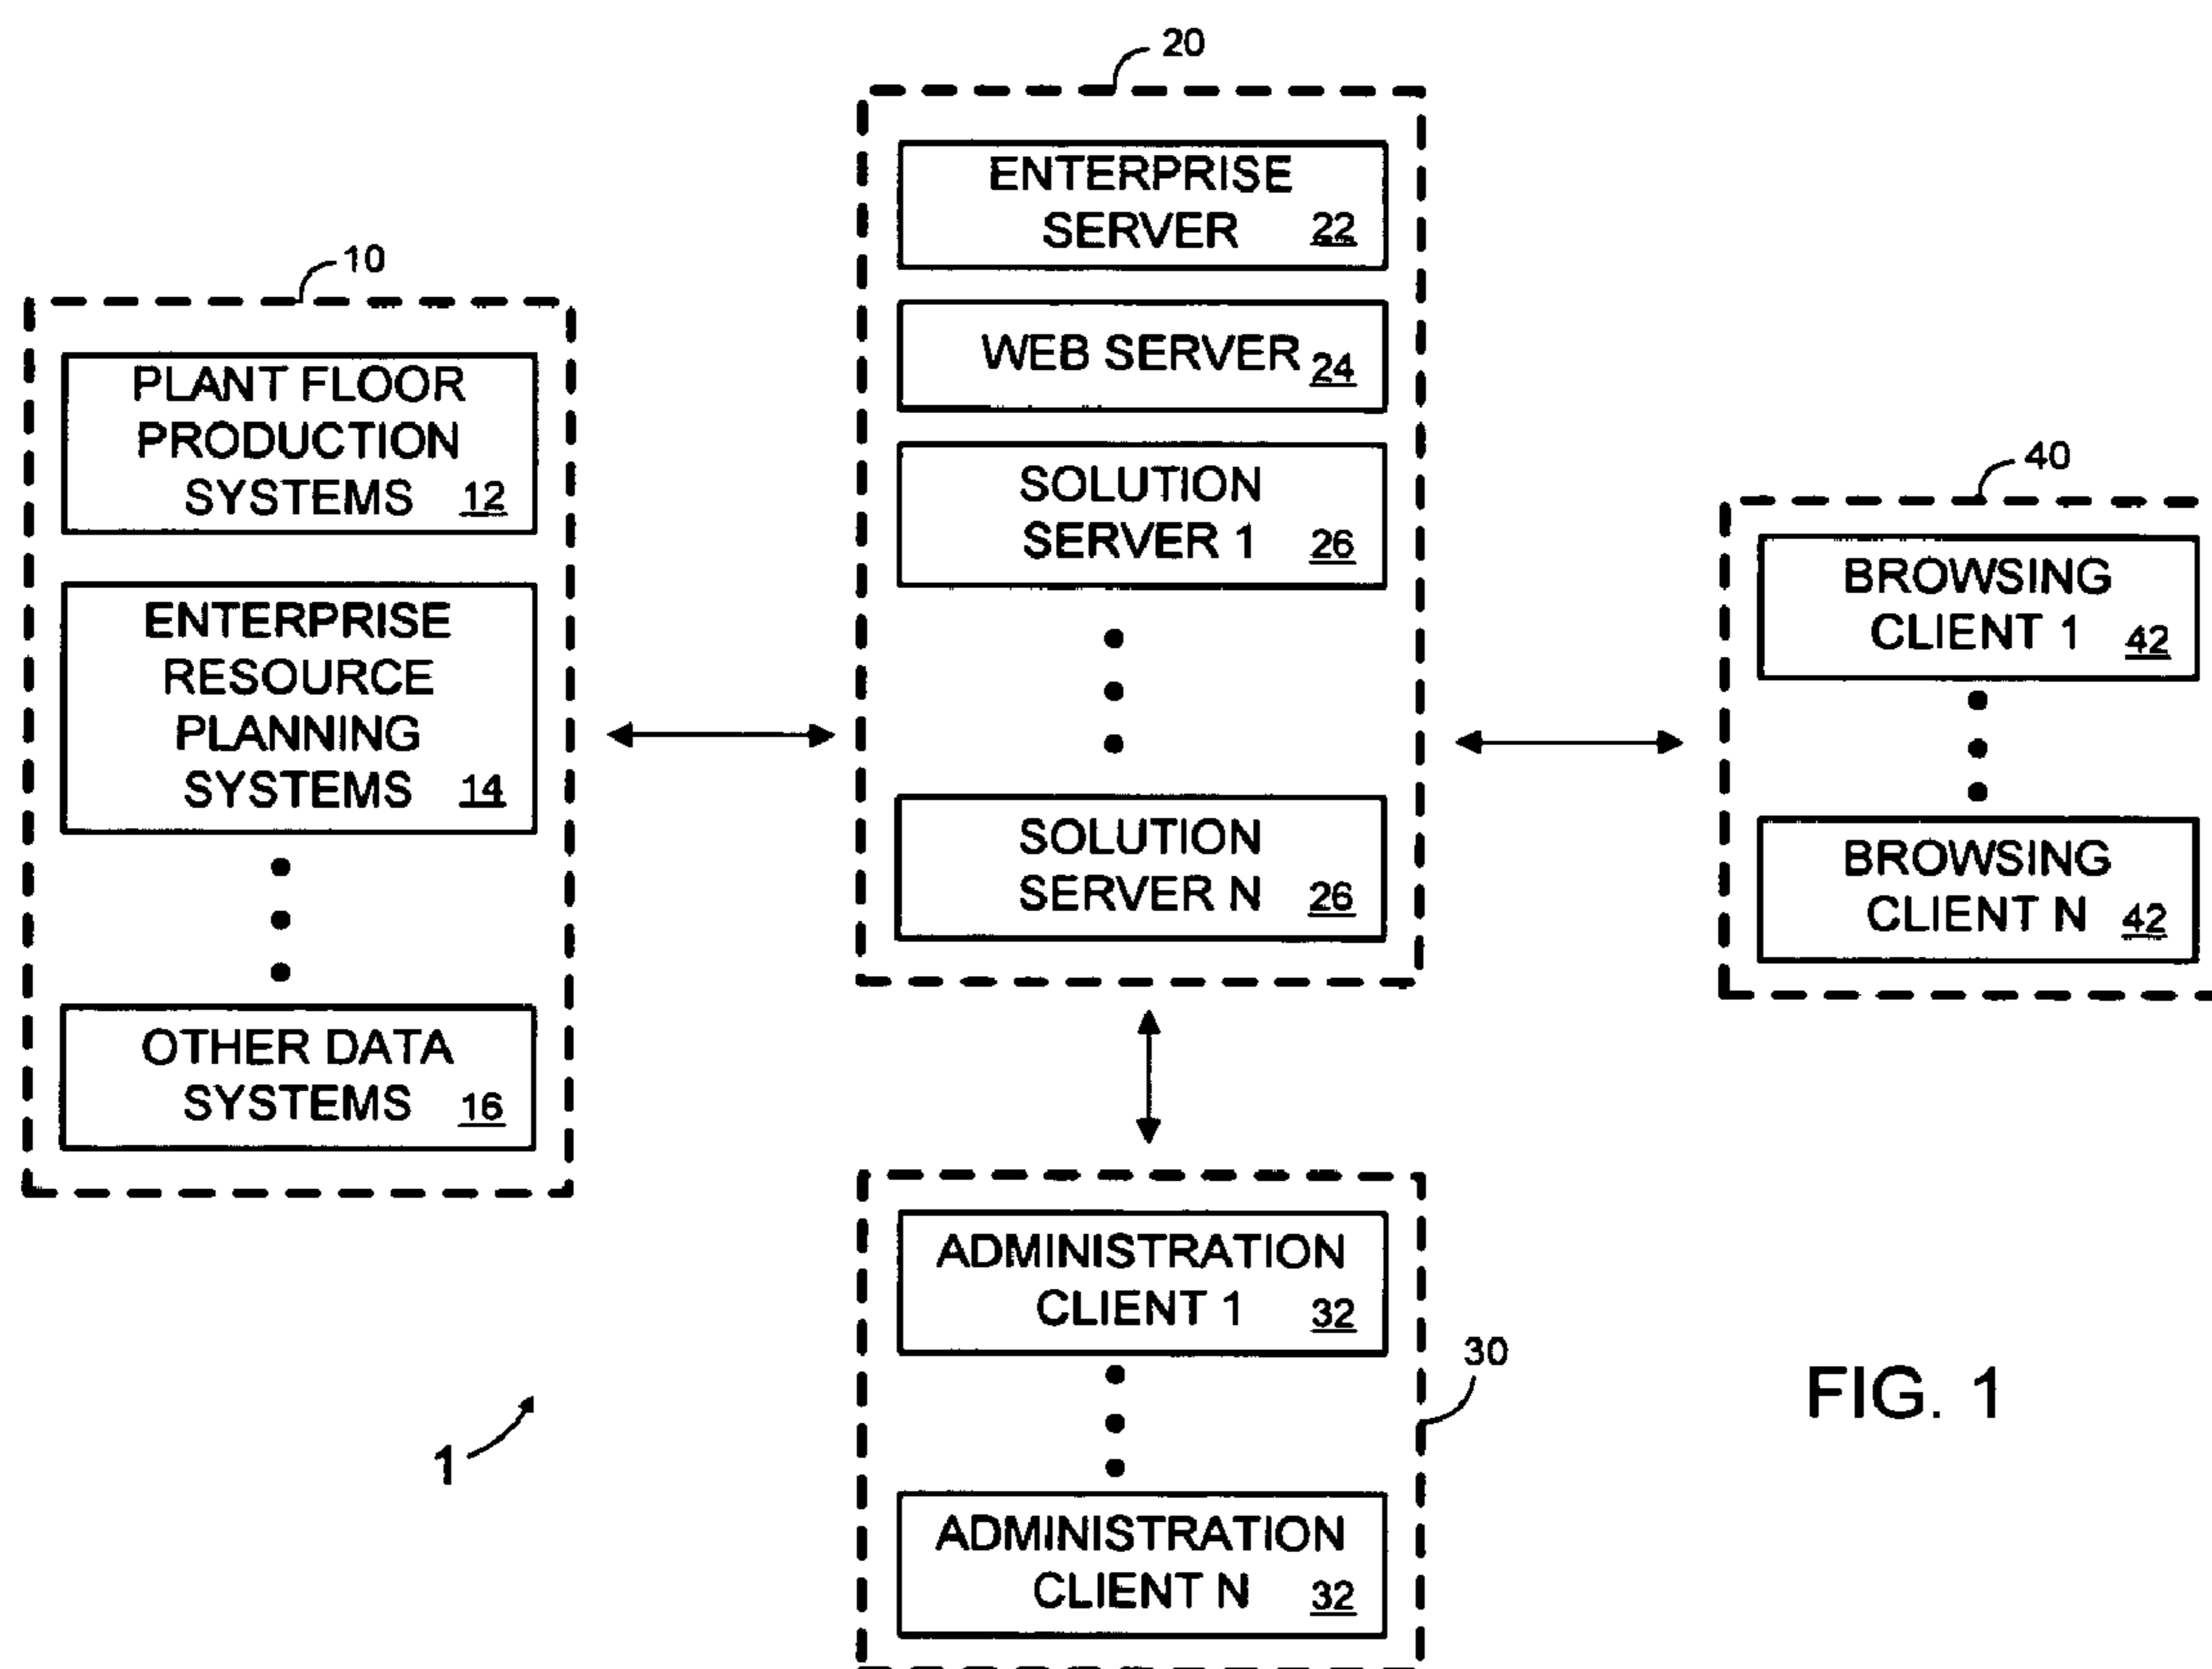 10
PLANT FLOOR
PRODUCTION
SYSTEMS 12
ENTERPRISE
RESOURCE
PLANNING
SYSTEMS 14
OTHER DATA
SYSTEMS 16
20
ENTERPRISE
SERVER 22
WEB SERVER 24
SOLUTION
SERVER 1 26
SOLUTION
SERVER N 26
40
BROWSING
CLIENT 1 42
BROWSING
CLIENT N 42
30
ADMINISTRATION
CLIENT 1 32
ADMINISTRATION
CLIENT N 32
1
FIG. 1